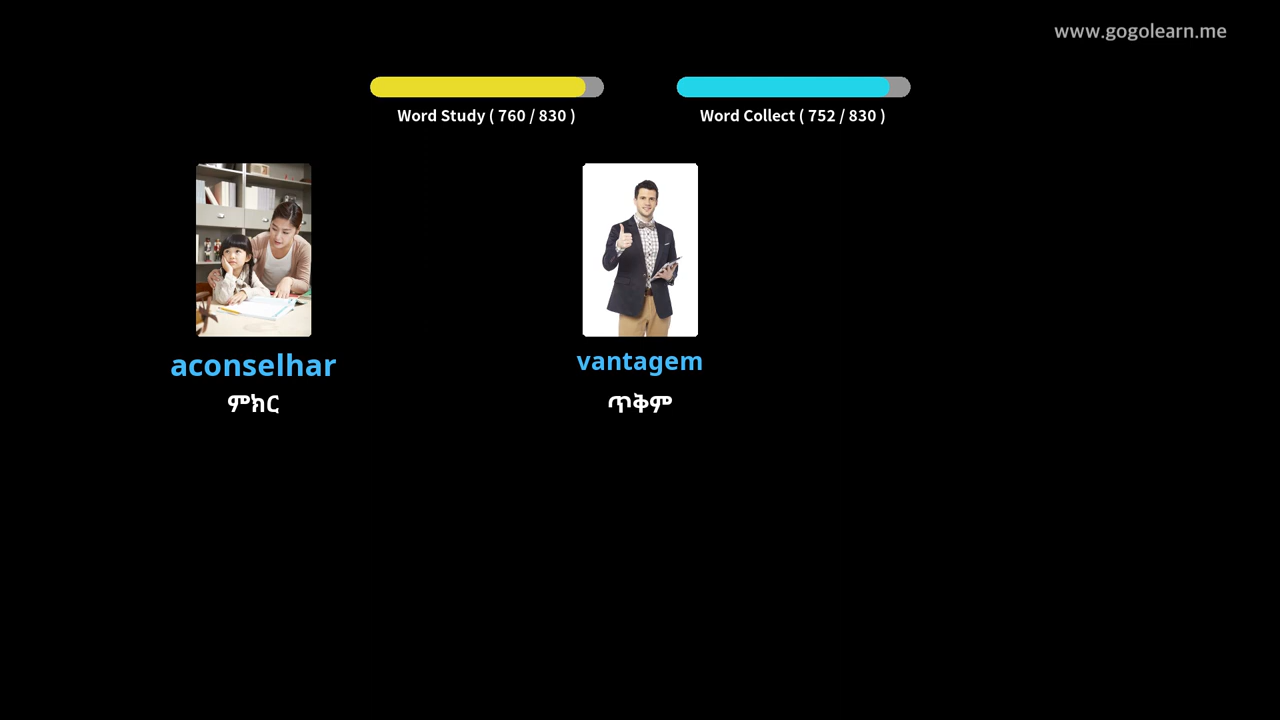 www.gogolearn.me
Word Study ( 760 / 830 )
Word Collect ( 752 / 830 )
aconselhar
ምክር
vantagem
ጥቅም